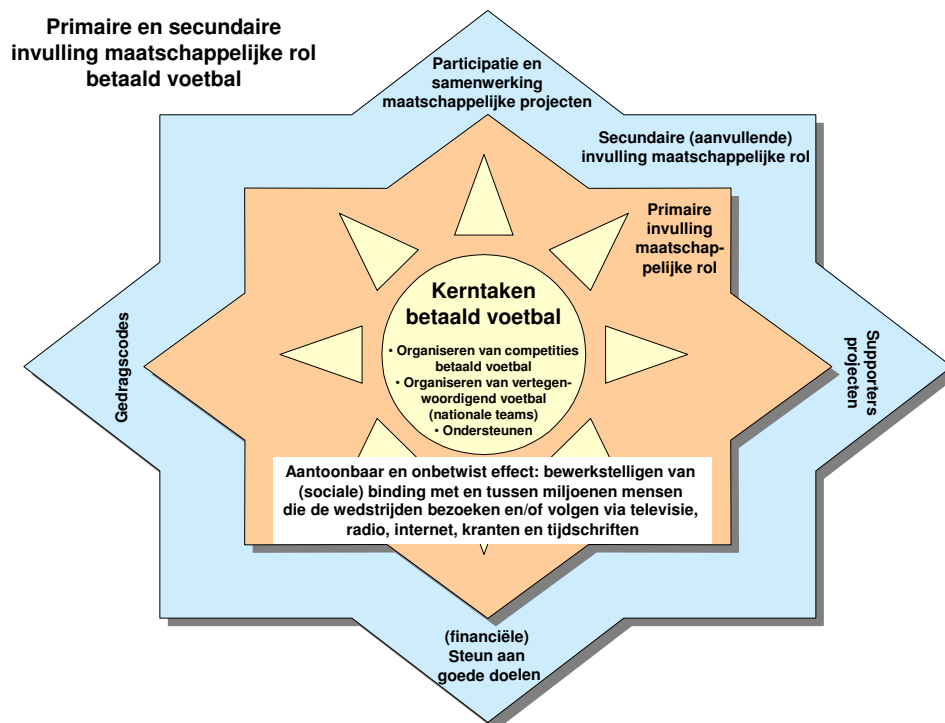 Primaire en secundaire
invulling maatschappelijke rol
betaald voetbal
Participatie en
samenwerking
maatschappelijke projecten
Secundaire (aanvullende)
invulling maatschappelijke rol
Primaire
invulling
maatschap-
pelijke rol
Kerntaken
betaald voetbal
• Organiseren van competities
betaald voetbal
• Organiseren van vertegen-
woordigend voetbal
(nationale teams)
• Ondersteunen
Gedragscodes
Supporters
projecten
Aantoonbaar en onbetwist effect: bewerkstelligen van
(sociale) binding met en tussen miljoenen mensen
die de wedstrijden bezoeken en/of volgen via televisie,
radio, internet, kranten en tijdschriften
(financiële)
Steun aan
goede doelen